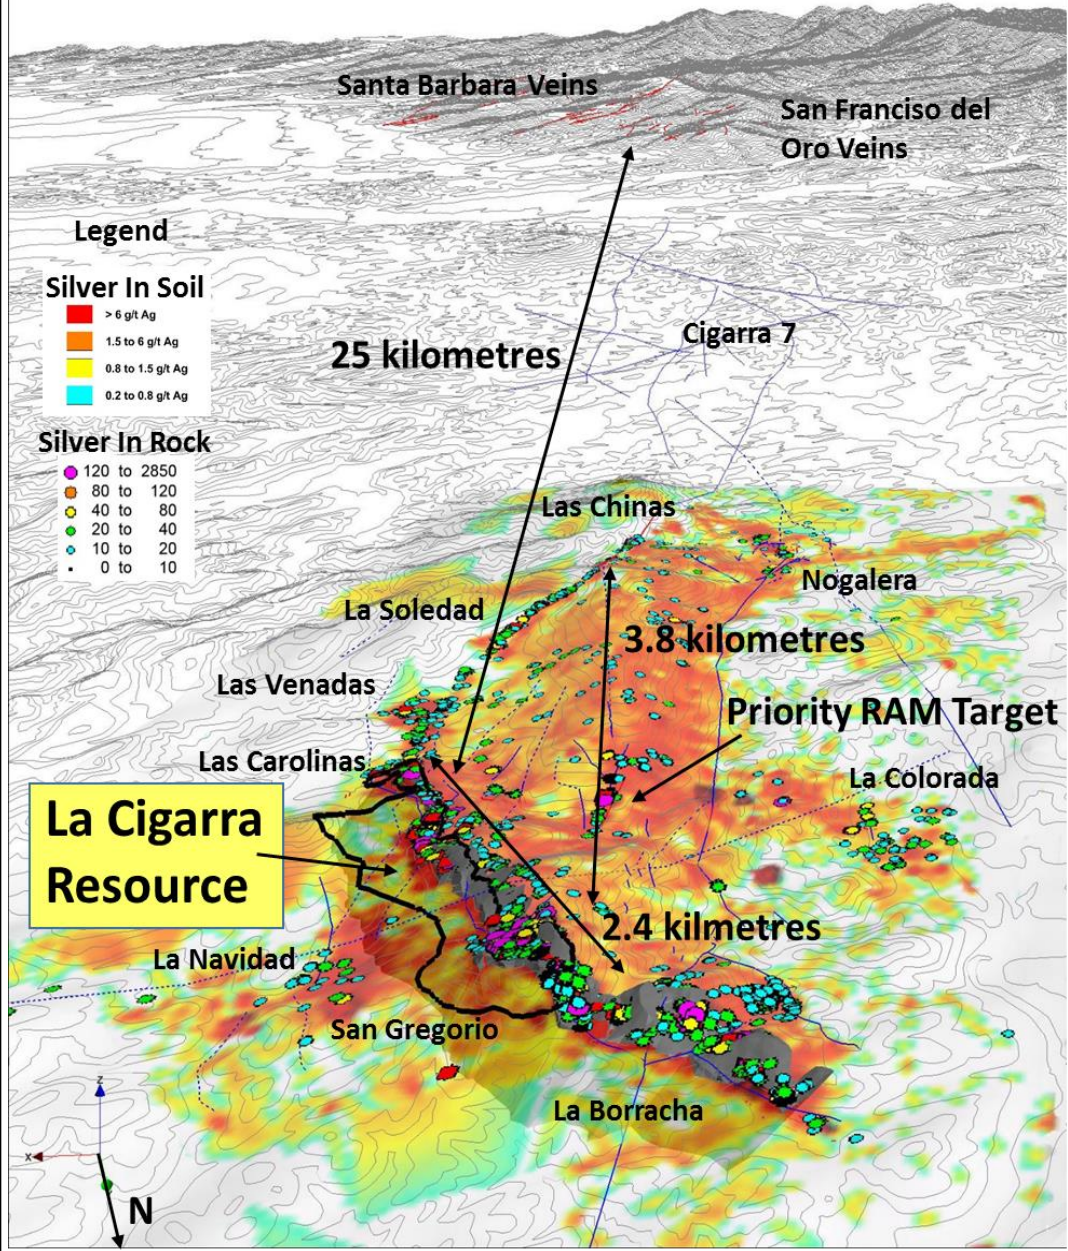 Santa Barbara Veins
San Franciso del
Oro Veins
Legend
Silver In Soil
> 6 g/t Ag
1.5 to 6 g/t Ag
0.8 to 1.5 g/t Ag
0.2 to 0.8 g/t Ag
25 kilometres
Cigarra 7
Silver In Rock
120 to 2850
80 to 120
40 to 80
20 to 40
10 to 20
0 to 10
Las Chinas
Nogalera
La Soledad
3.8 kilometres
Las Venadas
Priority RAM Target
Las Carolinas
La Colorada
La Cigarra
Resource
2.4 kilmetres
La Navidad
San Gregorio
La Borracha
z
x
N